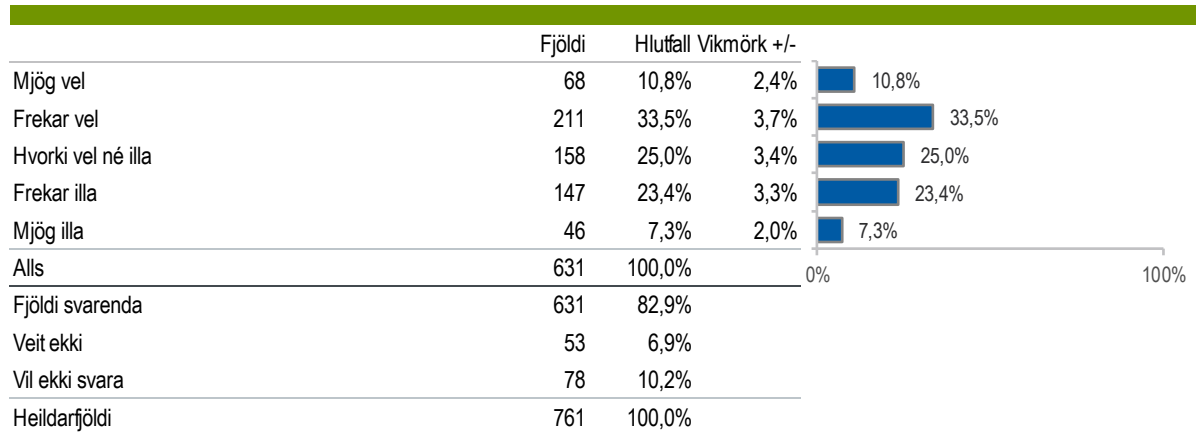 Fjöldi Hlutfall Vikmörk +/-
Mjög vel 68 10,8% 2,4% 10,8%
Frekar vel 211 33,5% 3,7% 33,5%
Hvorki vel né illa 158 25,0% 3,4% 25,0%
Frekar illa 147 23,4% 3,3% 23,4%
Mjög illa 46 7,3% 2,0% 7,3%
Alls 631 100,0% 0% 100%
Fjöldi svarenda 631 82,9%
Veit ekki 53 6,9%
Vil ekki svara 78 10,2%
Heildarfjöldi 761 100,0%